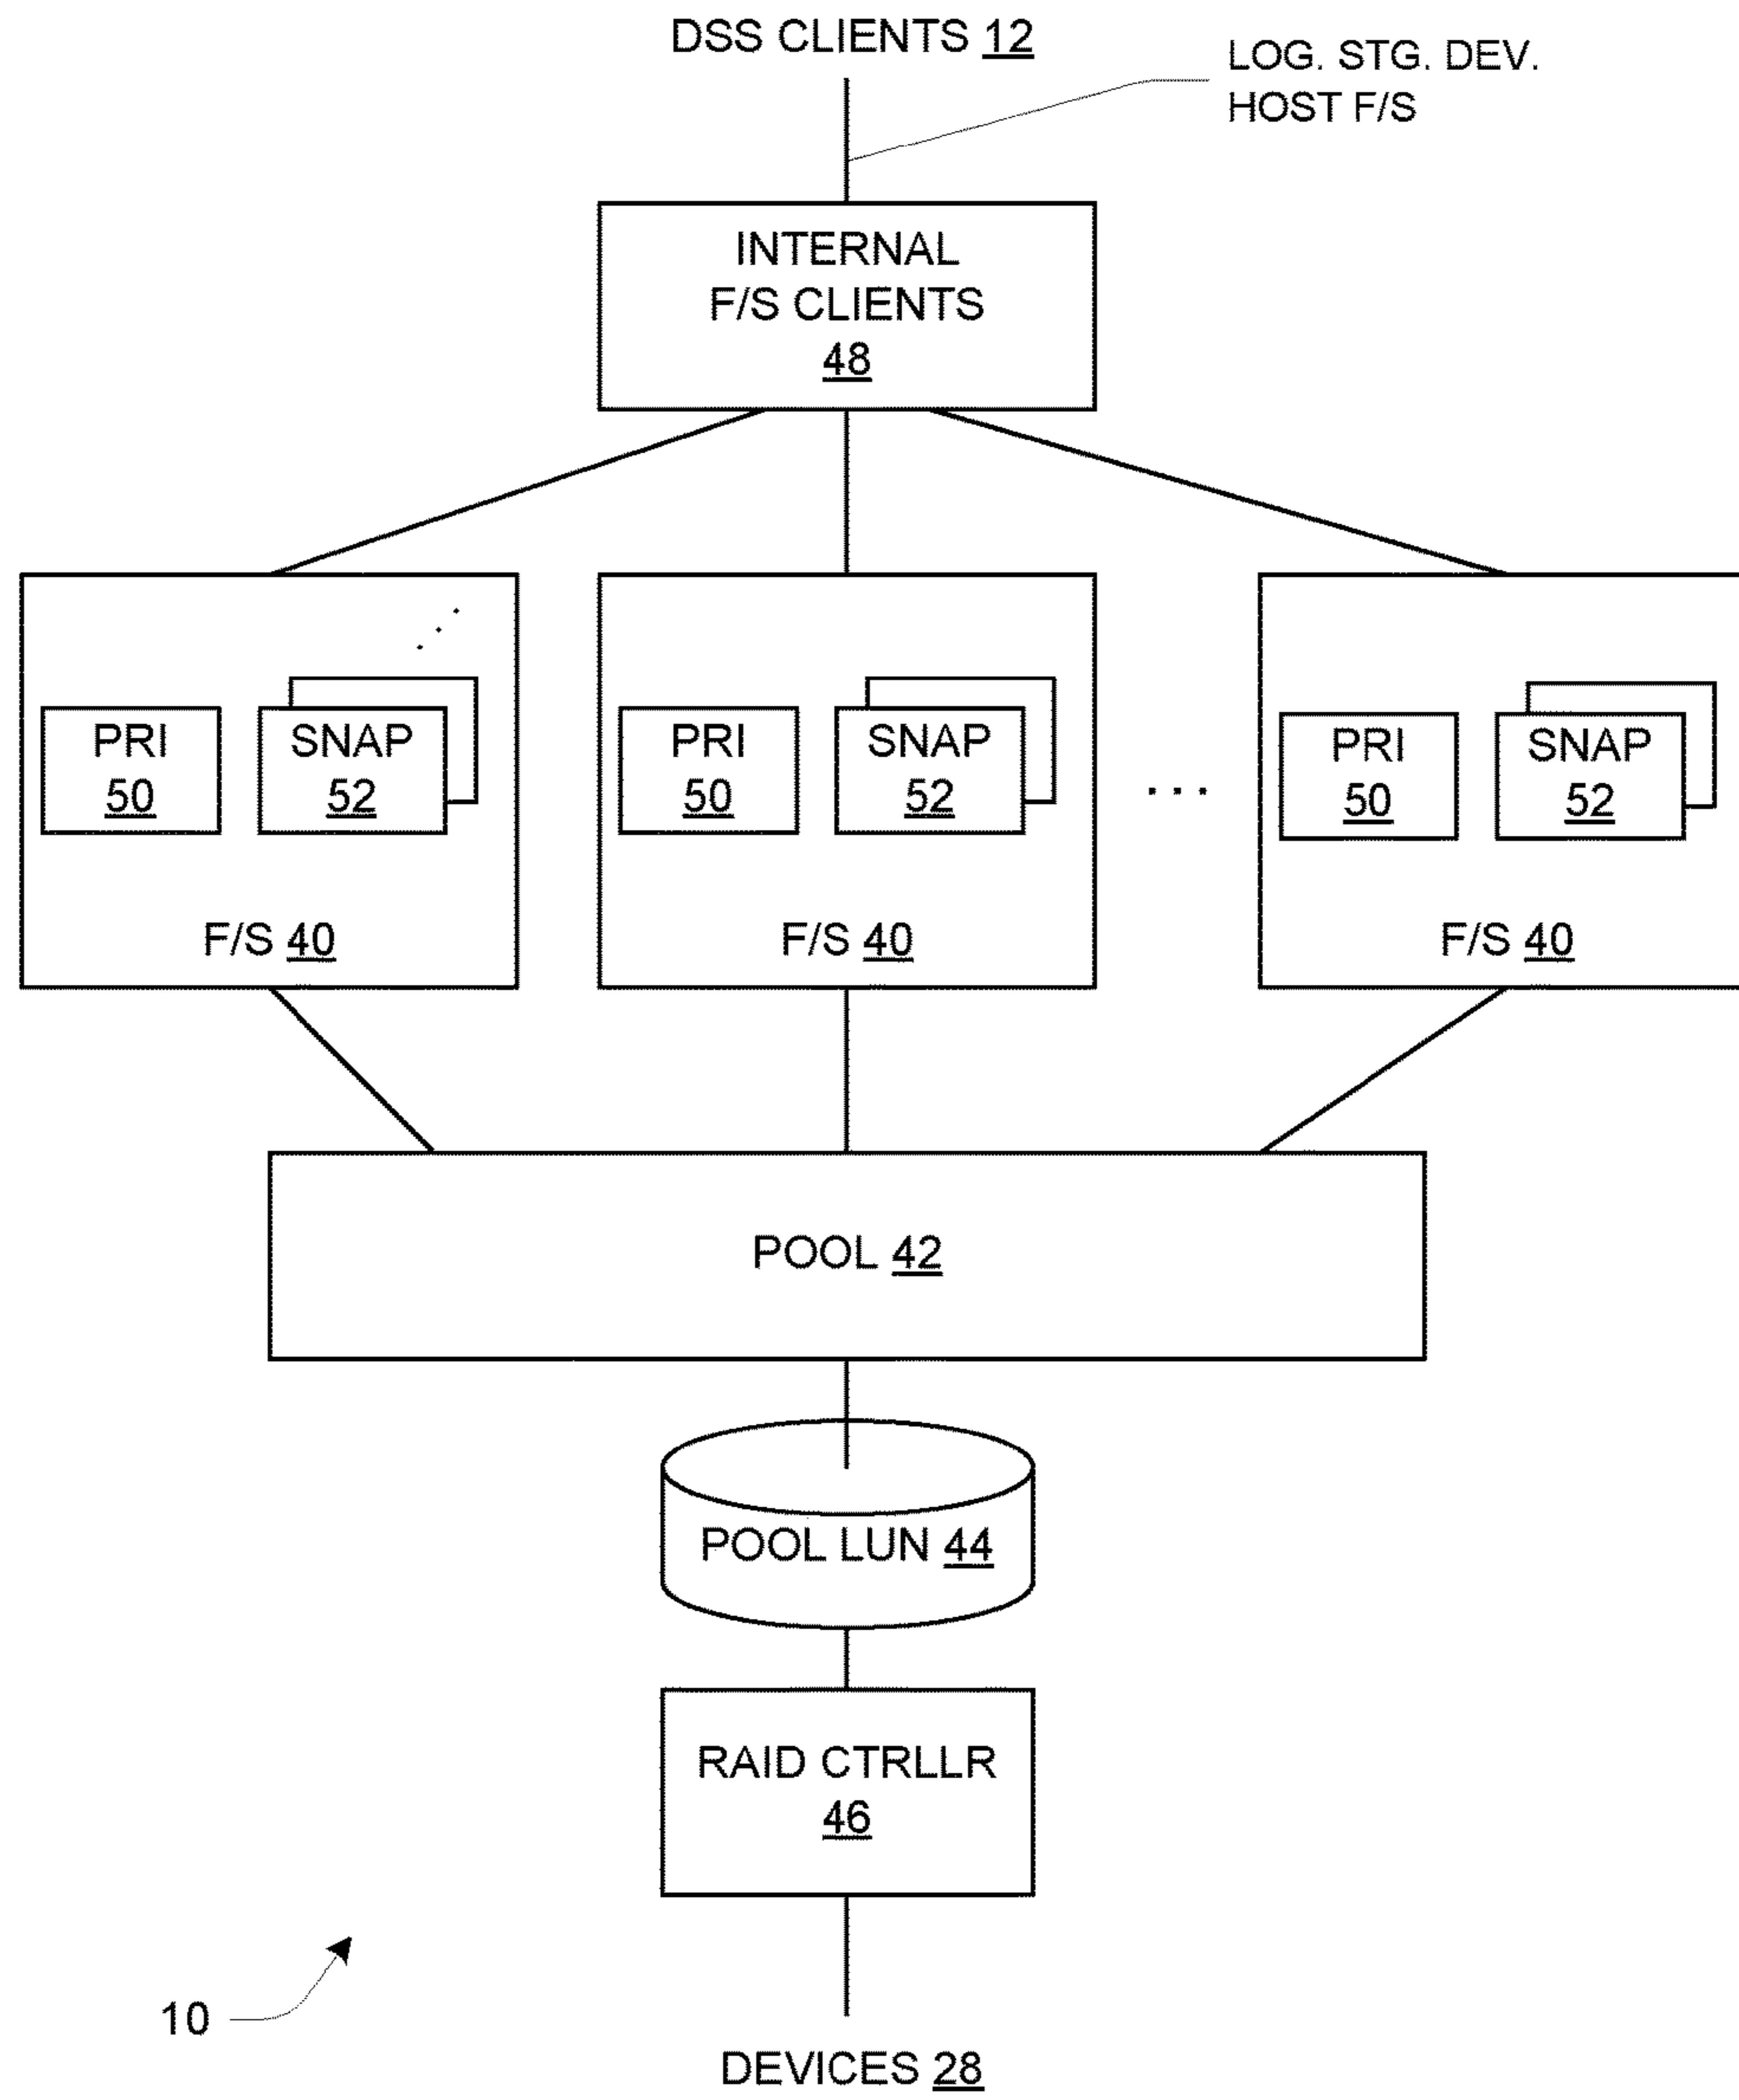 DSS CLIENTS 12
LOG. STG. DEV.
HOST F/S
INTERNAL
F/S CLIENTS
48
PRI
50
SNAP
52
F/S 40
PRI
50
SNAP
52
F/S 40
...
PRI
50
SNAP
52
F/S 40
POOL 42
POOL LUN 44
RAID CTRLLR
46
10
DEVICES 28